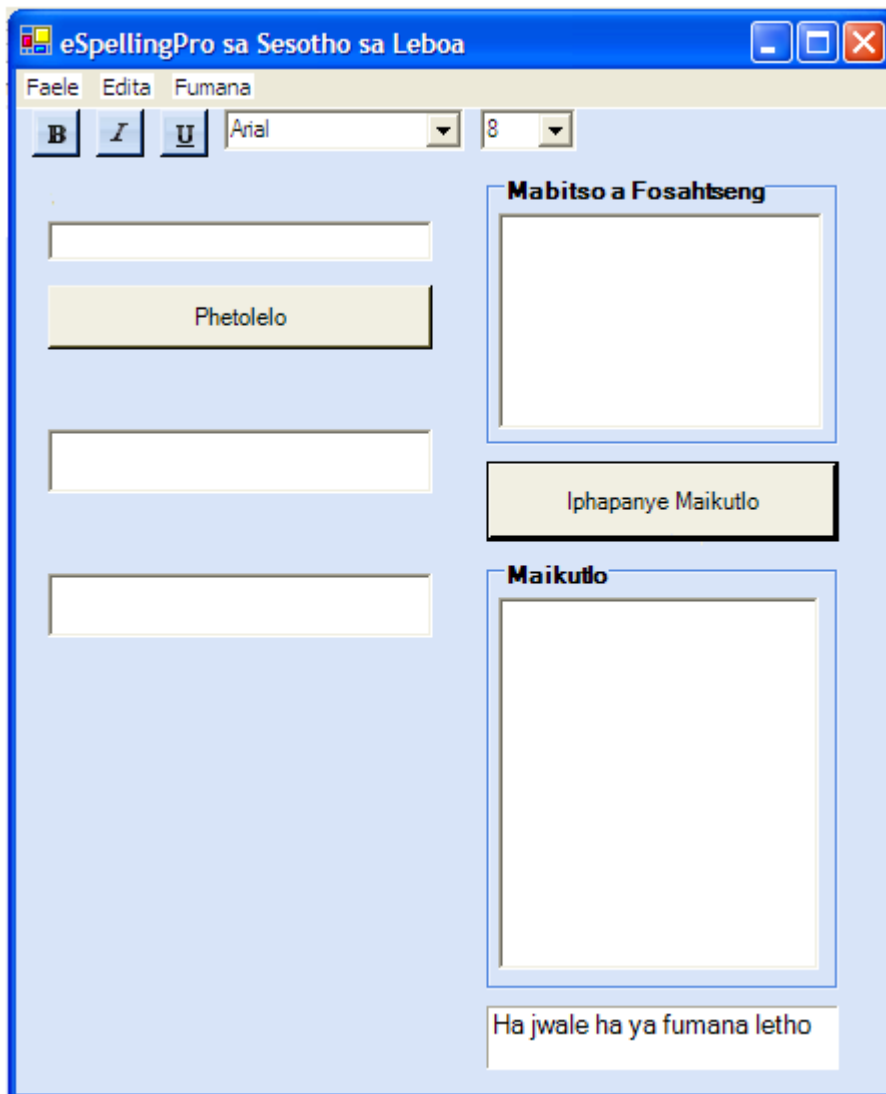 eSpellingPro sa Sesotho sa Leboa
Faele Edita Fumana
B I U Arial 8
Mabitso a Fosahtseng
Phetolelo
Iphapanye Maikutlo
Maikutlo
Ha jwale ha ya fumana letho